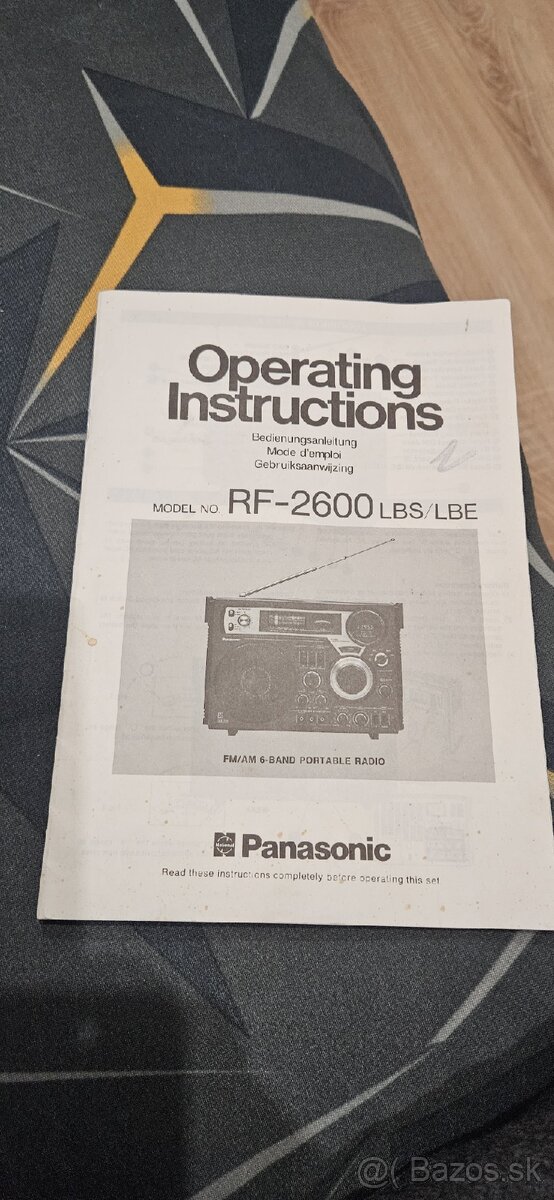 Operating
Instructions
Bedienungsanleitung
Mode d'emploi
Gebruiksaanwijzing
MODEL NO. RF-2600 LBS/LBE
FM/AM 6-BAND PORTABLE RADIO
National Panasonic
Read these instructions completely before operating this set
@( Bazos.sk